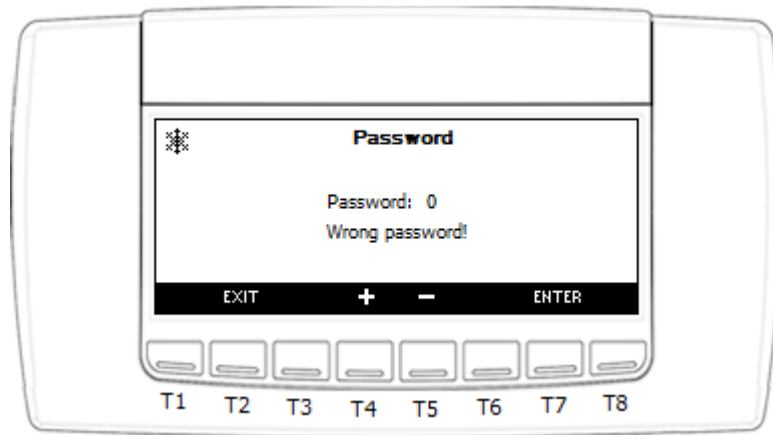 Password
Password: 0
Wrong password!
EXIT + − ENTER
T1 T2 T3 T4 T5 T6 T7 T8